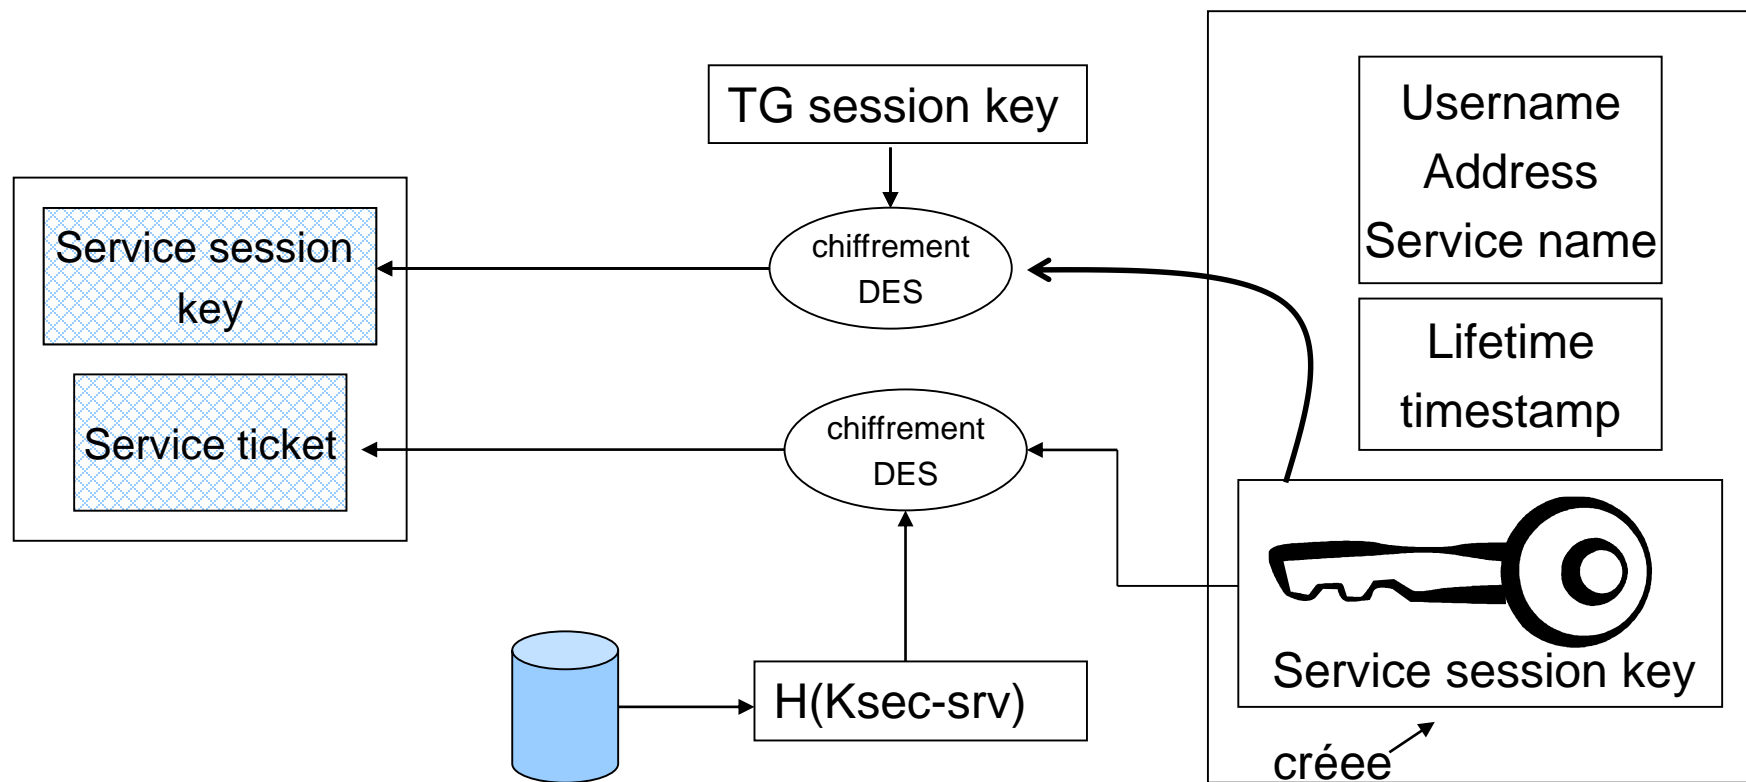 TG session key
Username
Address
Service name
Service session
key
chiffrement
DES
Lifetime
timestamp
Service ticket
chiffrement
DES
H(Ksec-srv)
Service session key
créee